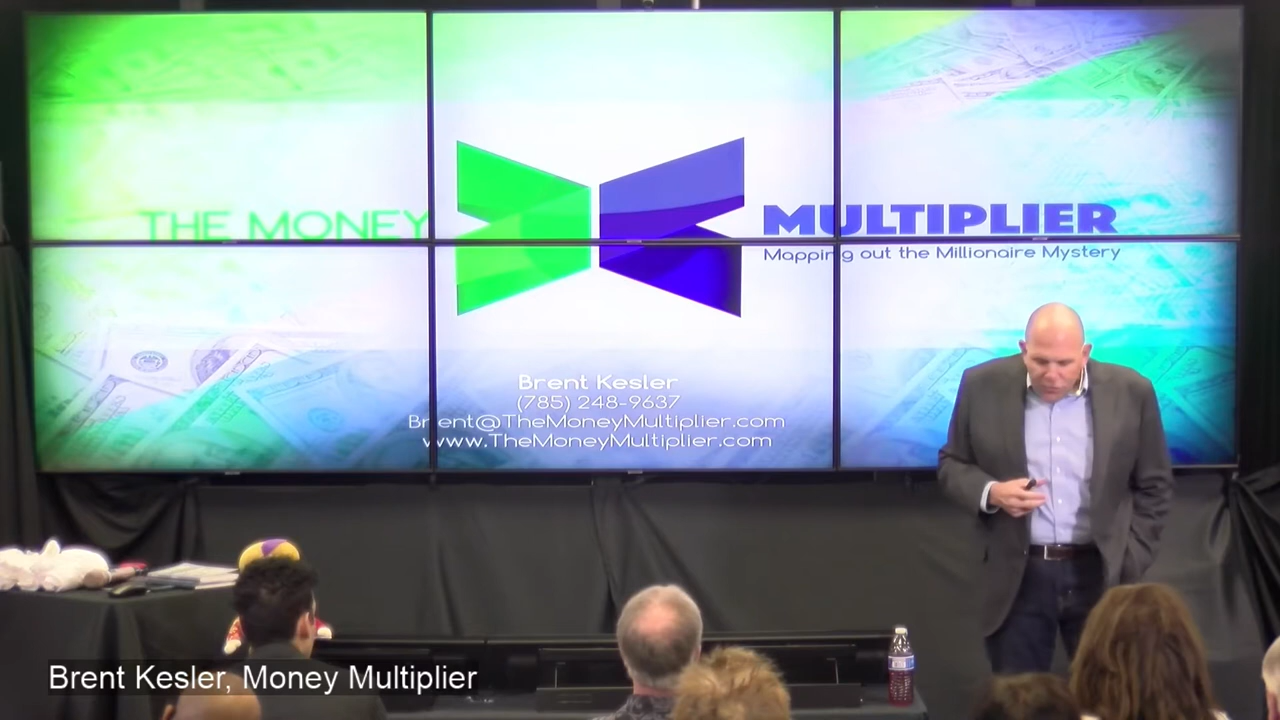 THE MONEY MULTIPLIER
Mapping out the Millionaire Mystery
Brent Kesler
(785) 248-9637
Brent@TheMoneyMultiplier.com
www.TheMoneyMultiplier.com
Brent Kesler, Money Multiplier